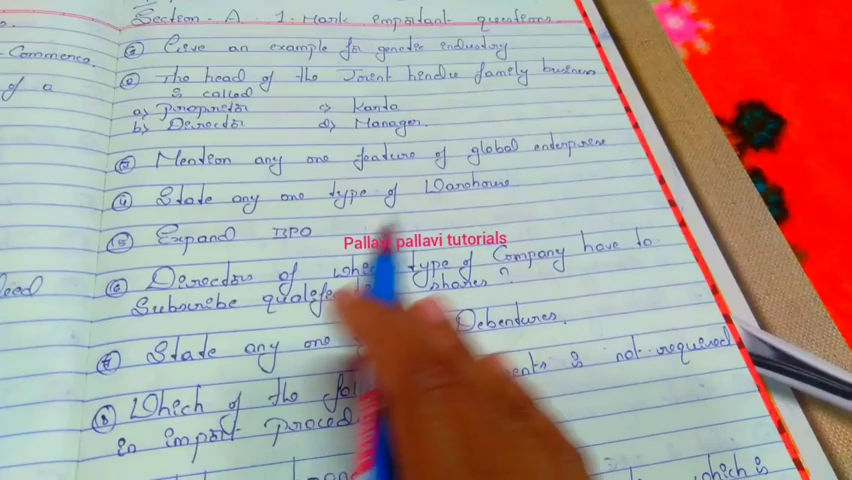 Section - A 1-Mark important questions
Commerce.
① Give an example for genetic industry
of a
② The head of the Joint hindu family business
is called
a) Proprietor c) Karta
b) Director d) Manager
③ Mention any one feature of global enterprise
④ State any one type of Warehouse
⑤ Expand BPO
Pallavi pallavi tutorials
⑥ Directors of which type of Company have to
Subscribe shares?
⑦ State any one Debentures.
⑧ Which of the is not required
in import
which is